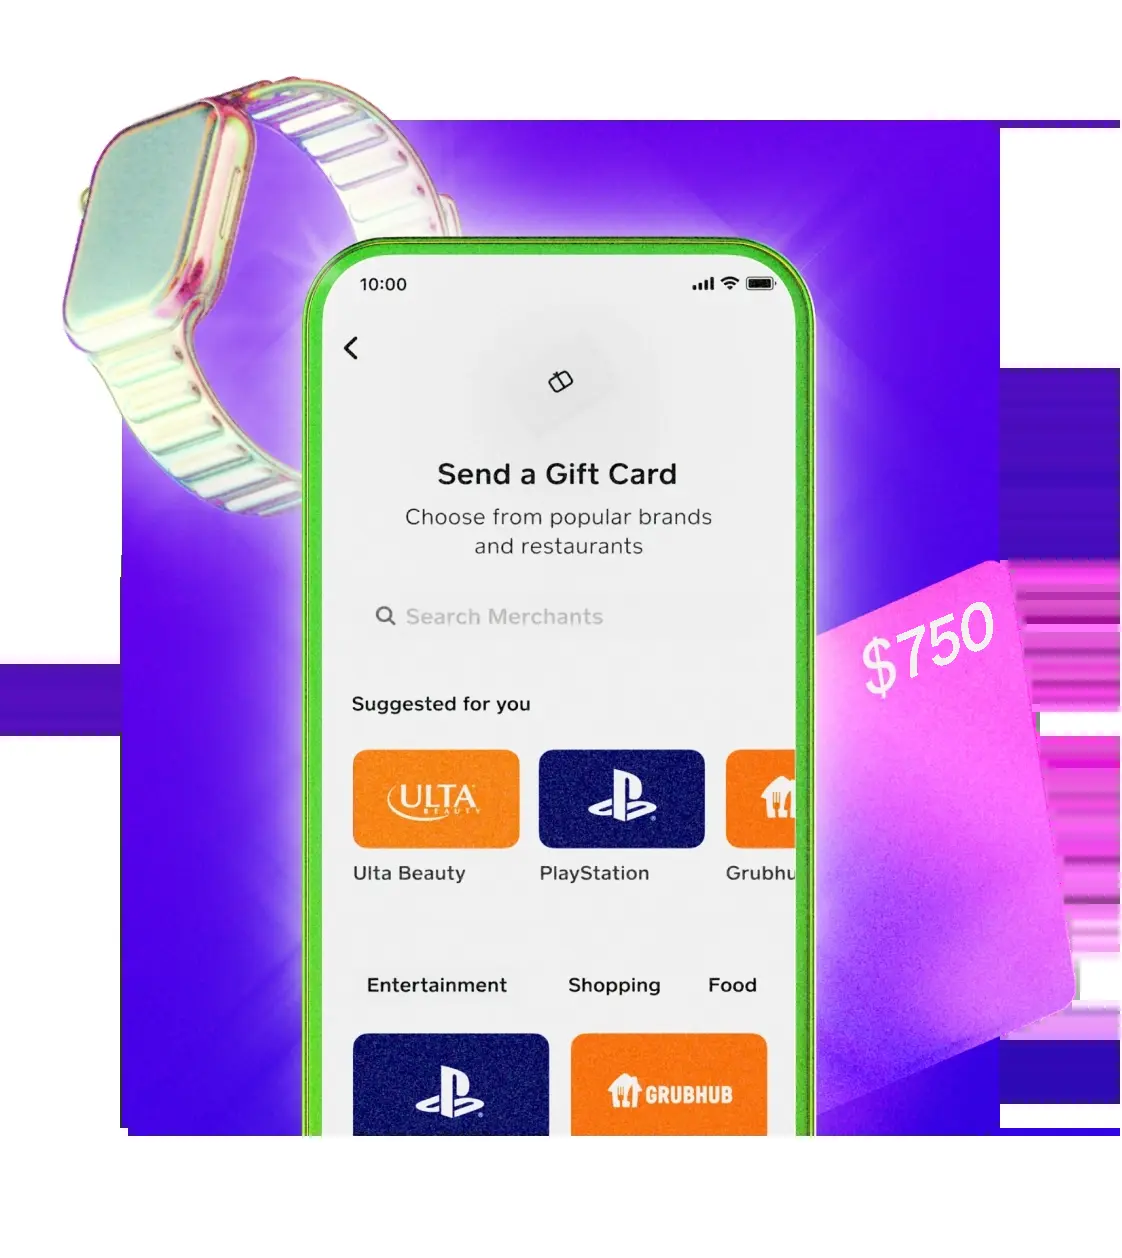 10:00
Send a Gift Card
Choose from popular brands
and restaurants
Search Merchants
$750
Suggested for you
ULTA
BEAUTY
Ulta Beauty
PlayStation
Grubhu
Entertainment
Shopping
Food
GRUBHUB